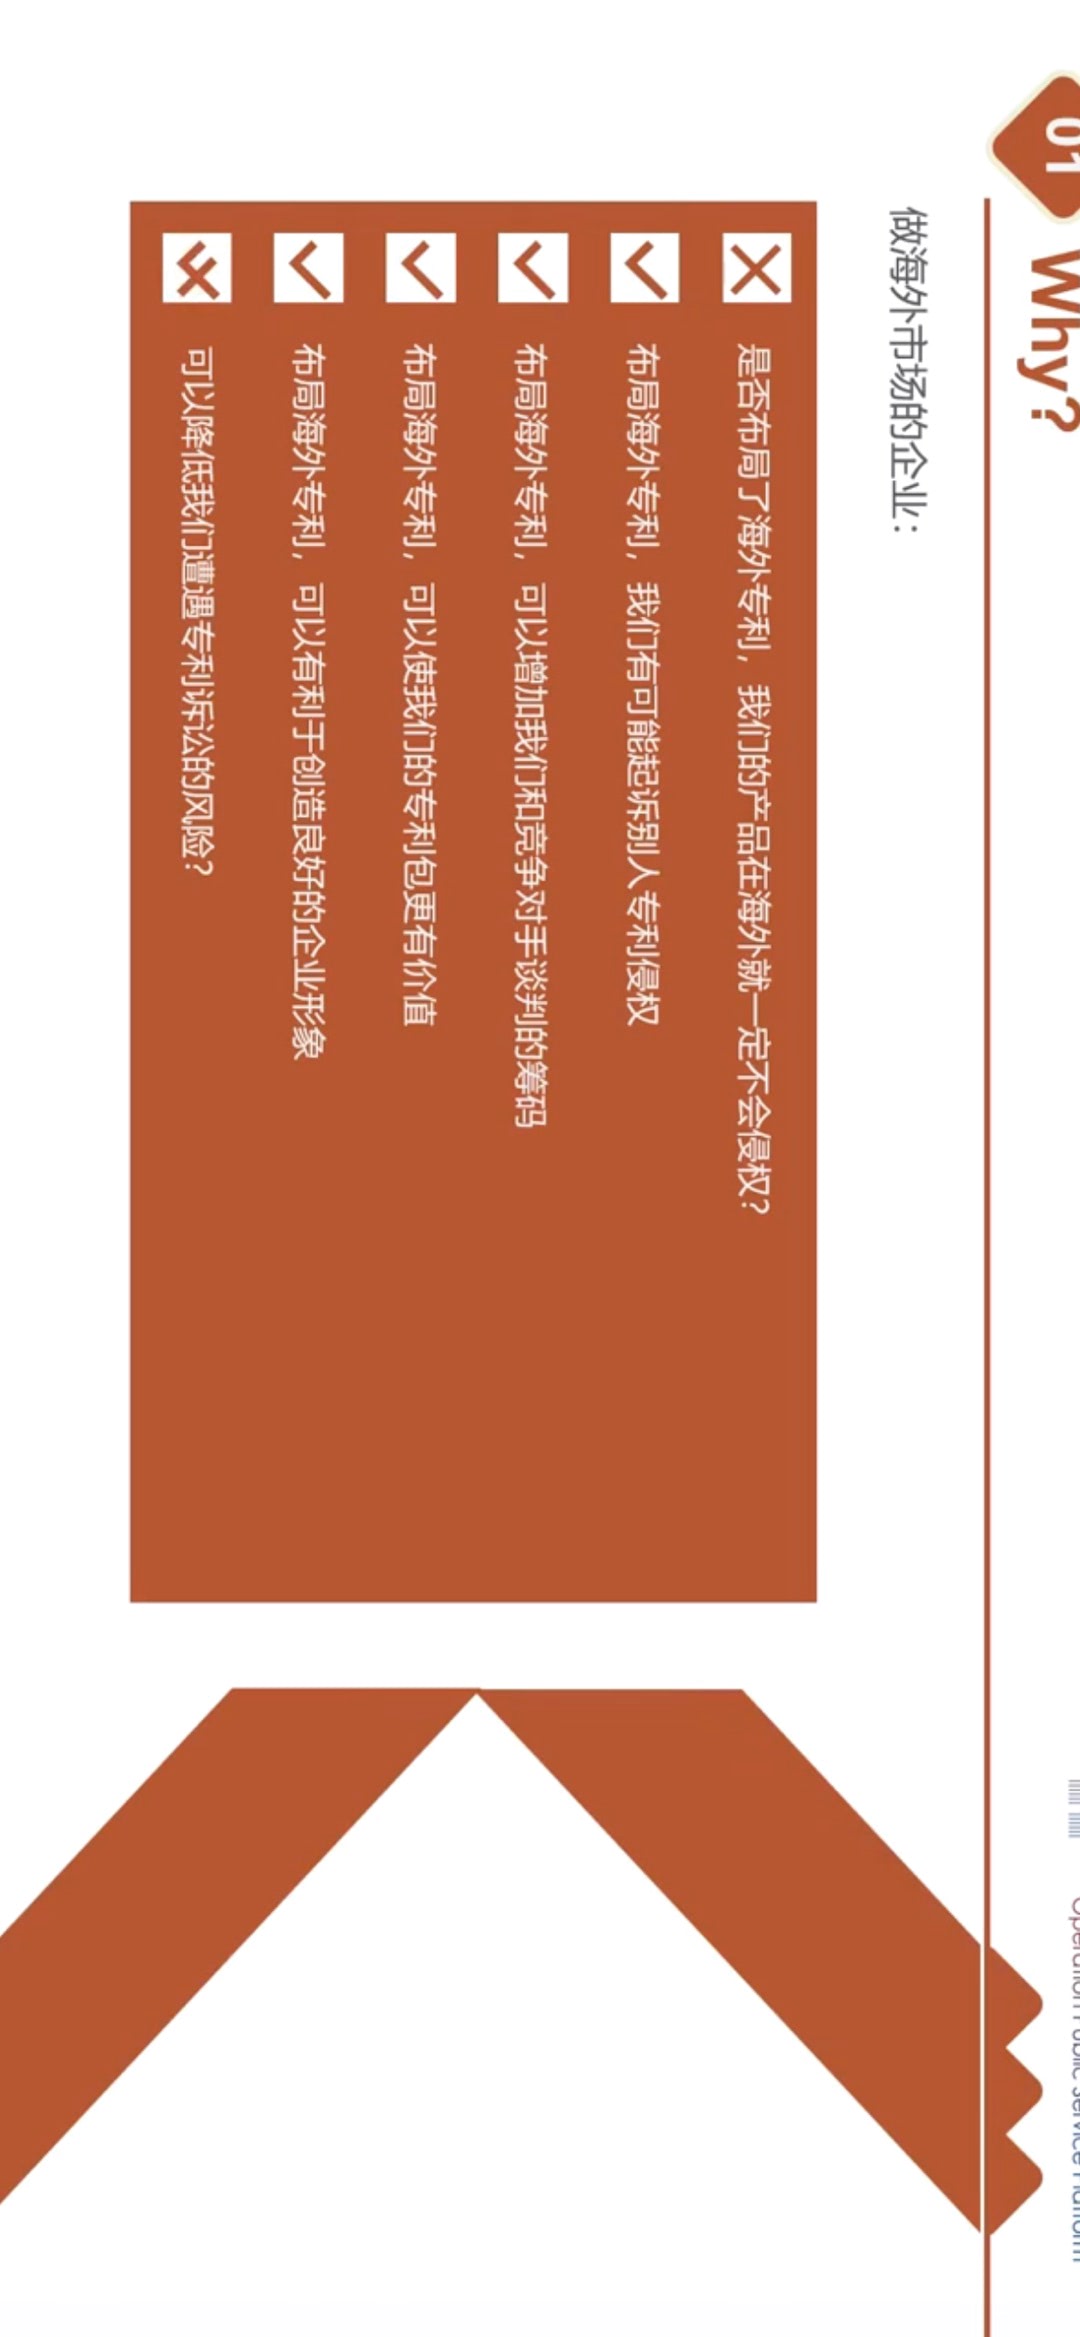 01 Why?
做海外市场的企业：
是否布局了海外专利，我们的产品在海外就一定不会侵权？
布局海外专利，我们有可能起诉别人专利侵权
布局海外专利，可以增加我们和竞争对手谈判的筹码
布局海外专利，可以使我们的专利包更有价值
布局海外专利，可以有利于创造良好的企业形象
可以降低我们遭遇专利诉讼的风险？
Operation Public Service Platform